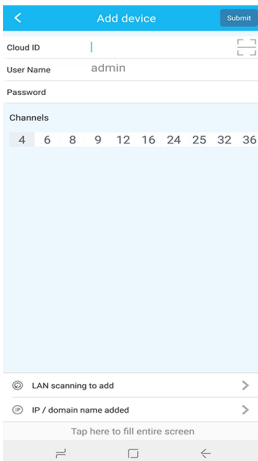 Add device
Submit
Cloud ID
User Name admin
Password
Channels
4 6 8 9 12 16 24 25 32 36
LAN scanning to add
IP IP / domain name added
Tap here to fill entire screen